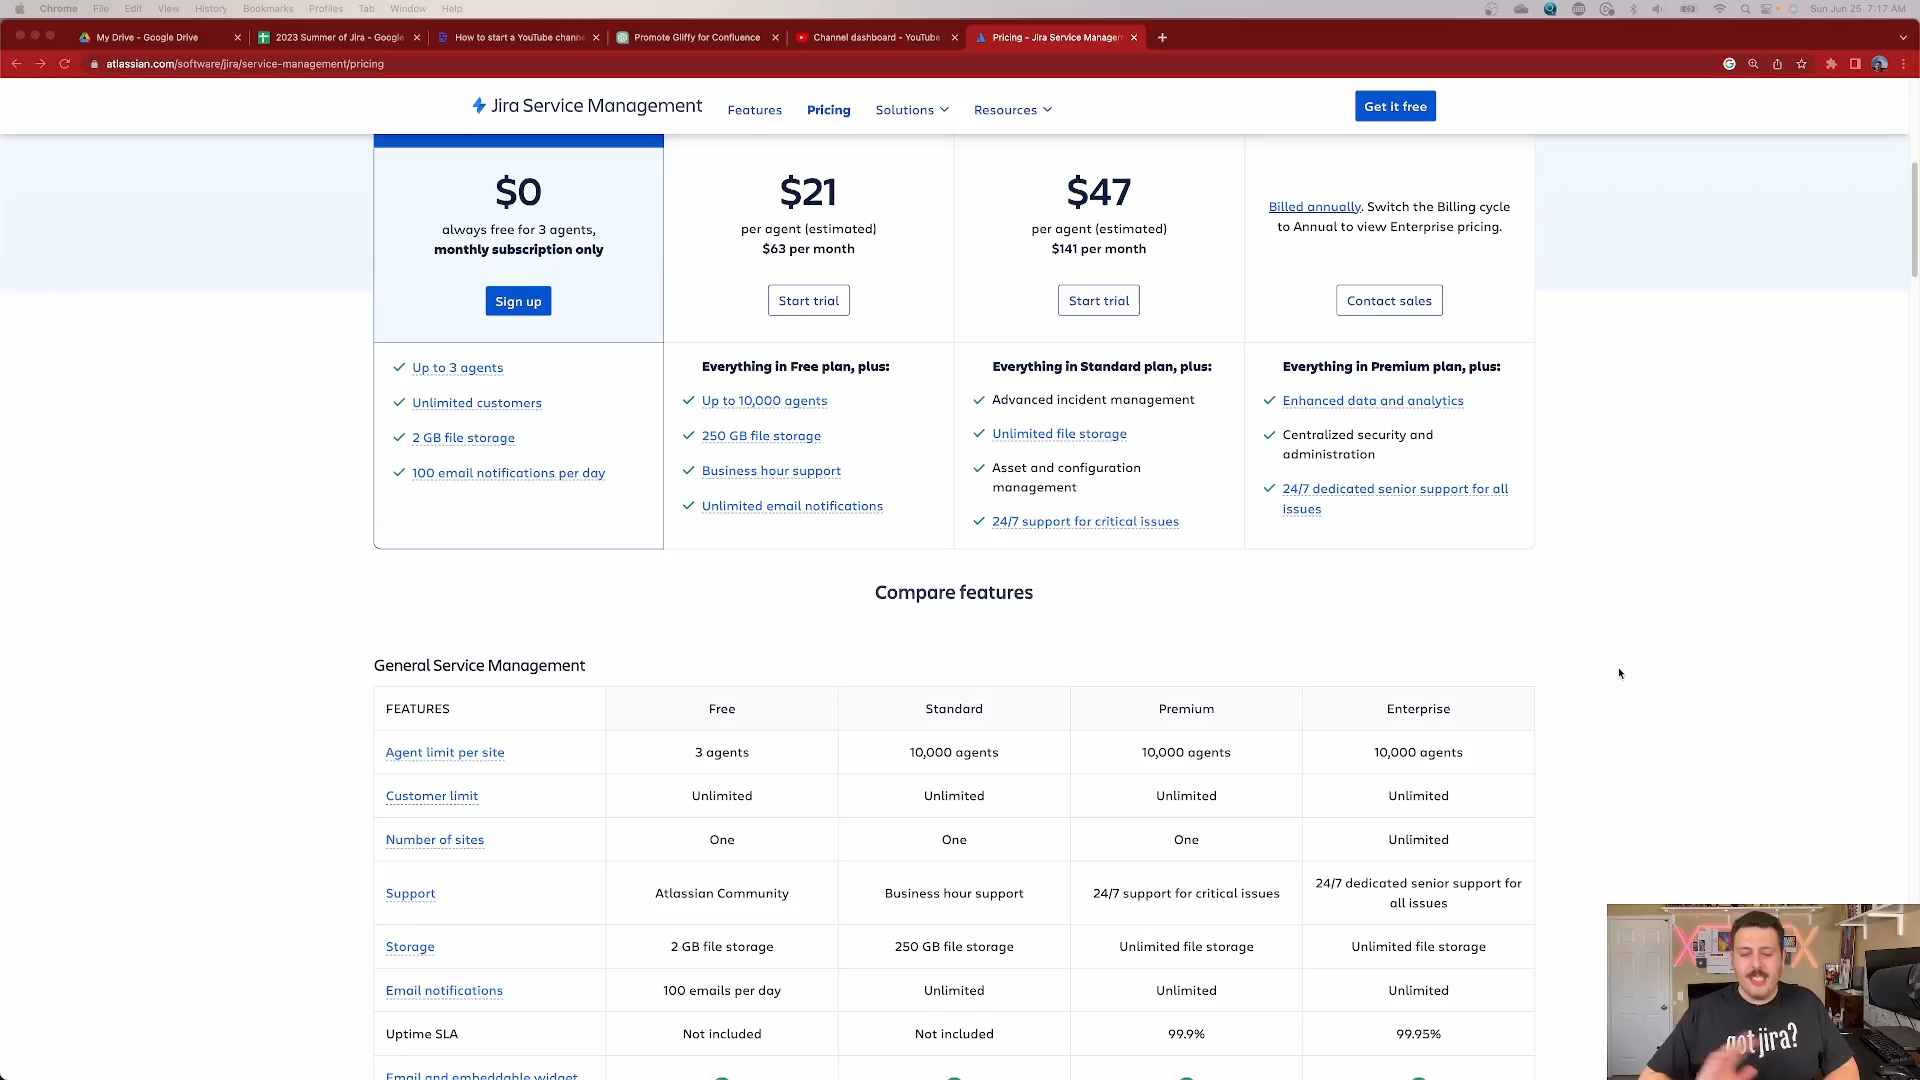 Chrome File Edit View History Bookmarks Profiles Tab Window Help Sun Jun 25 7:17 AM
My Drive - Google Drive
2023 Summer of Jira - Google
How to start a YouTube channe
Promote Gliffy for Confluence
Channel dashboard - YouTube
Pricing - Jira Service Managem
atlassian.com/software/jira/service-management/pricing
Jira Service Management
Features
Pricing
Solutions
Resources
Get it free
$0
always free for 3 agents,
monthly subscription only
Sign up
Up to 3 agents
Unlimited customers
2 GB file storage
100 email notifications per day
$21
per agent (estimated)
$63 per month
Start trial
Everything in Free plan, plus:
Up to 10,000 agents
250 GB file storage
Business hour support
Unlimited email notifications
$47
per agent (estimated)
$141 per month
Start trial
Everything in Standard plan, plus:
Advanced incident management
Unlimited file storage
Asset and configuration
management
24/7 support for critical issues
Billed annually. Switch the Billing cycle
to Annual to view Enterprise pricing.
Contact sales
Everything in Premium plan, plus:
Enhanced data and analytics
Centralized security and
administration
24/7 dedicated senior support for all
issues
Compare features
General Service Management
FEATURES Free Standard Premium Enterprise
Agent limit per site 3 agents 10,000 agents 10,000 agents 10,000 agents
Customer limit Unlimited Unlimited Unlimited Unlimited
Number of sites One One One Unlimited
Support Atlassian Community Business hour support 24/7 support for critical issues 24/7 dedicated senior support for
all issues
Storage 2 GB file storage 250 GB file storage Unlimited file storage Unlimited file storage
Email notifications 100 emails per day Unlimited Unlimited Unlimited
Uptime SLA Not included Not included 99.9% 99.95%
Email and embeddable widget
got jira?